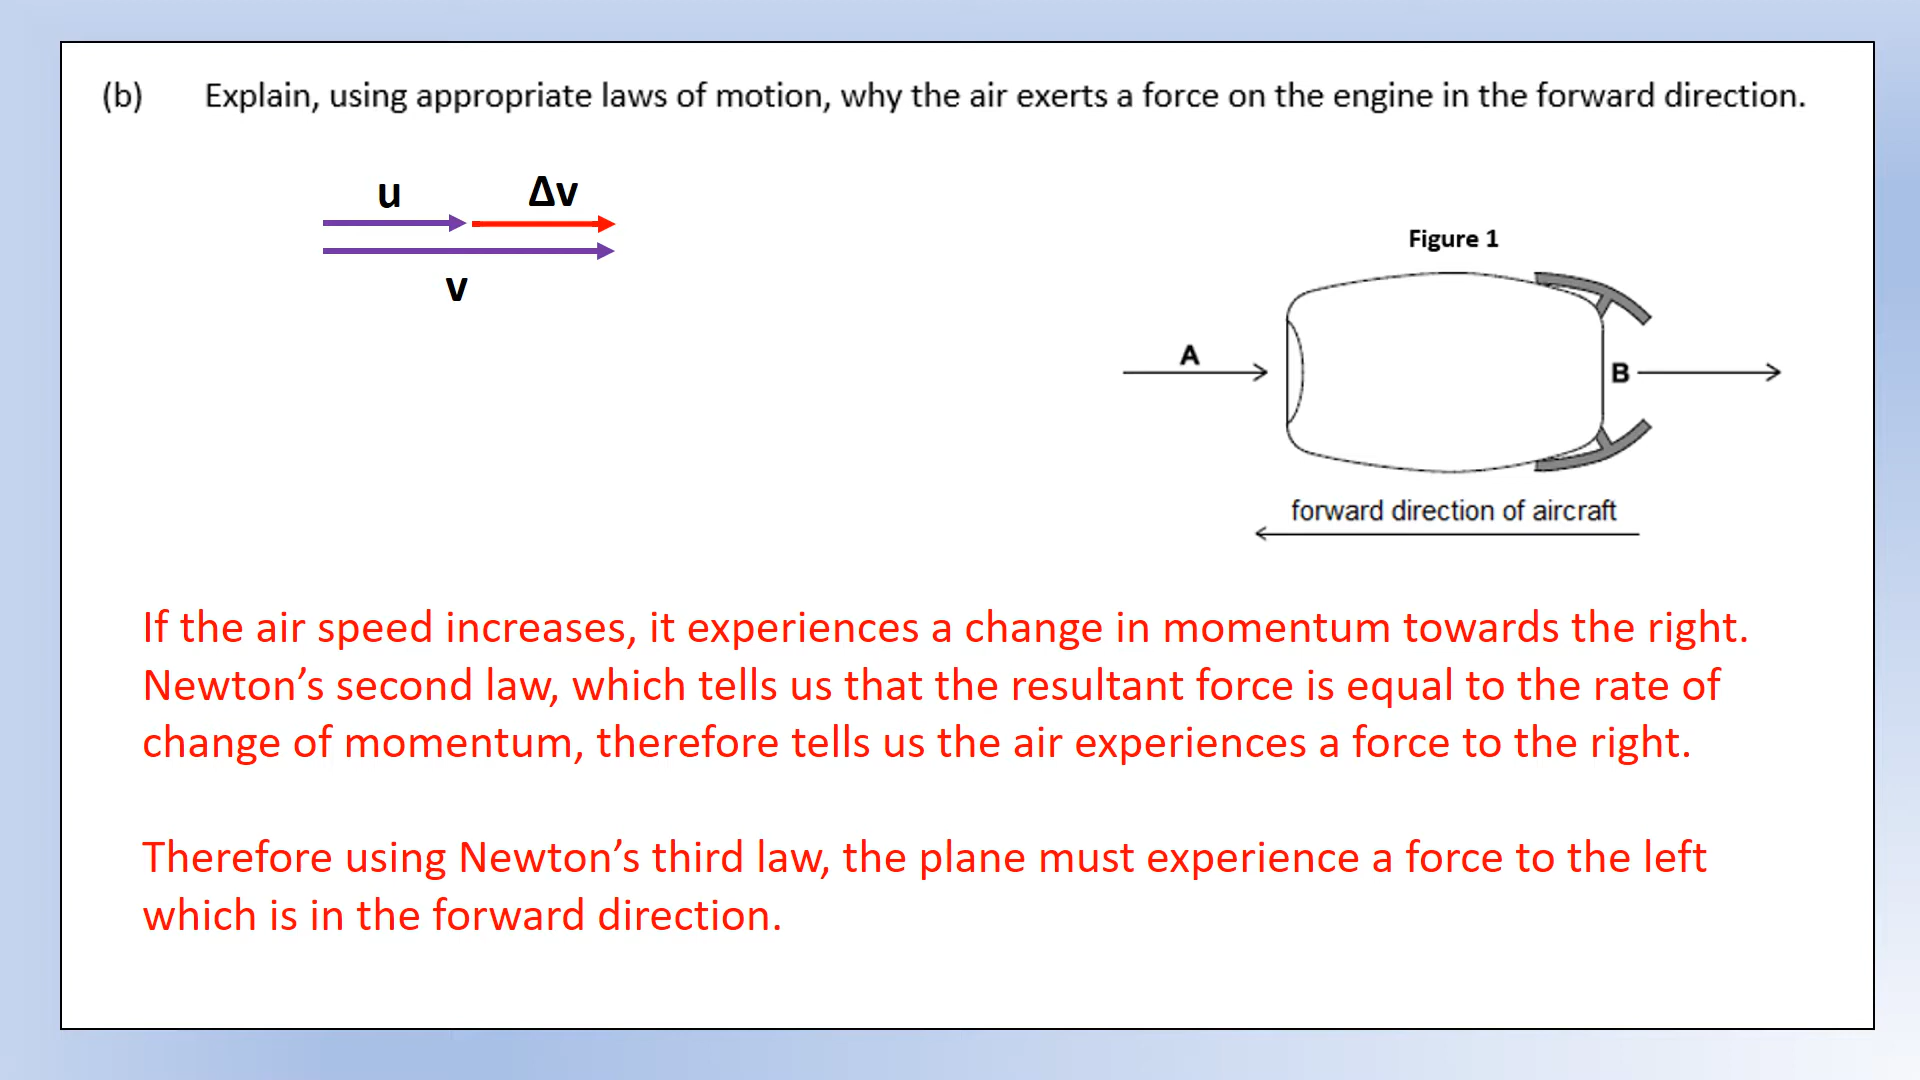 (b) Explain, using appropriate laws of motion, why the air exerts a force on the engine in the forward direction.
u Δv
v
Figure 1
A
B
forward direction of aircraft
If the air speed increases, it experiences a change in momentum towards the right.
Newton’s second law, which tells us that the resultant force is equal to the rate of
change of momentum, therefore tells us the air experiences a force to the right.
Therefore using Newton’s third law, the plane must experience a force to the left
which is in the forward direction.